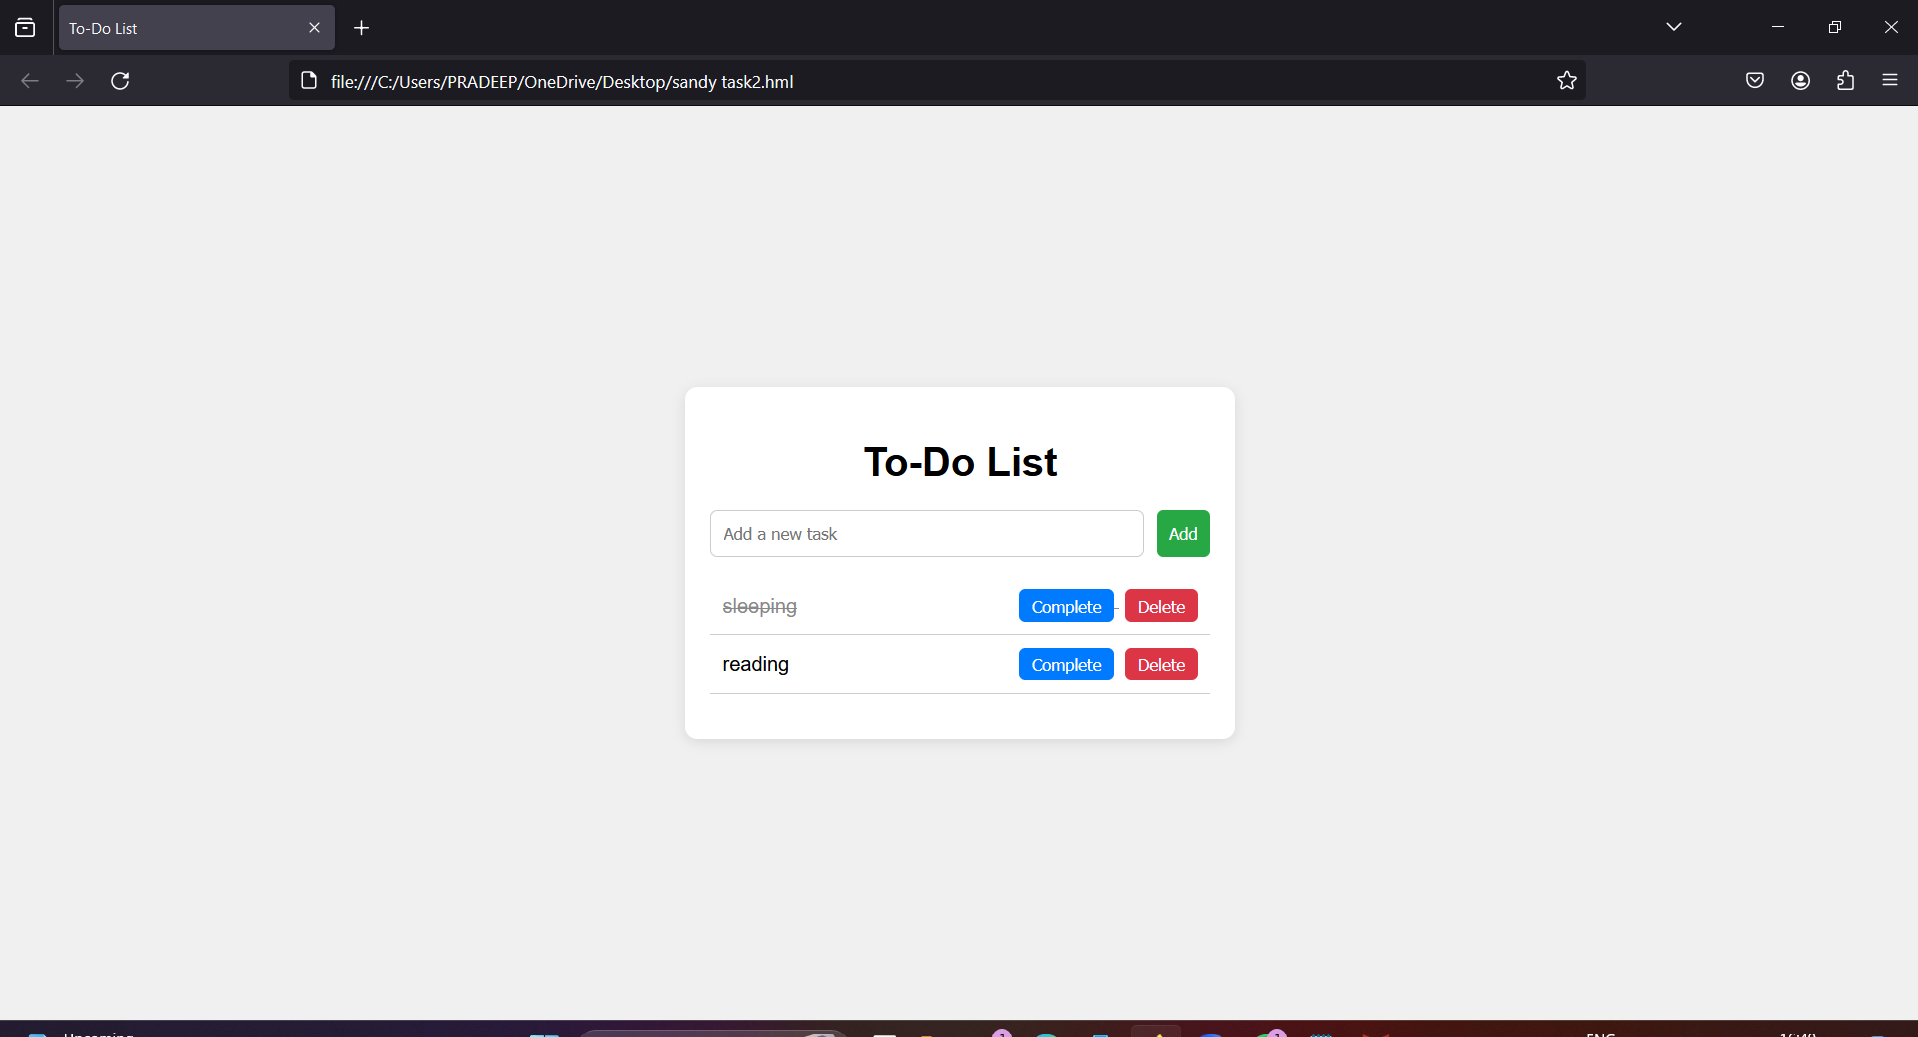 To-Do List
file:///C:/Users/PRADEEP/OneDrive/Desktop/sandy task2.hml
To-Do List
Add a new task
Add
sleeping
Complete
Delete
reading
Complete
Delete